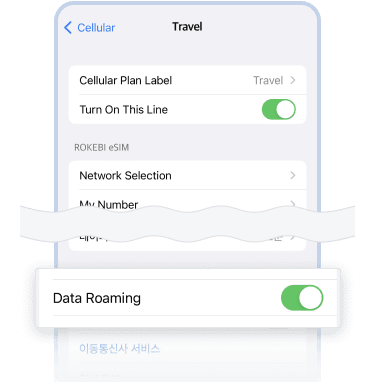 Cellular
Travel
Cellular Plan Label
Travel
Turn On This Line
ROKEBI eSIM
Network Selection
My Number
Data Roaming
이동통신사 서비스